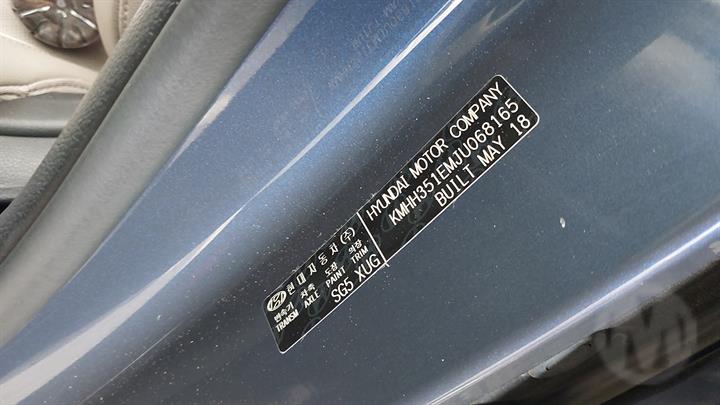 HYUNDAI MOTOR COMPANY
KMHH351EMJU068165
BUILT MAY 18
현대자동차(주)
변속기 차축 도장 의장
TRANSM AXLE PAINT TRIM
SG5 XUG